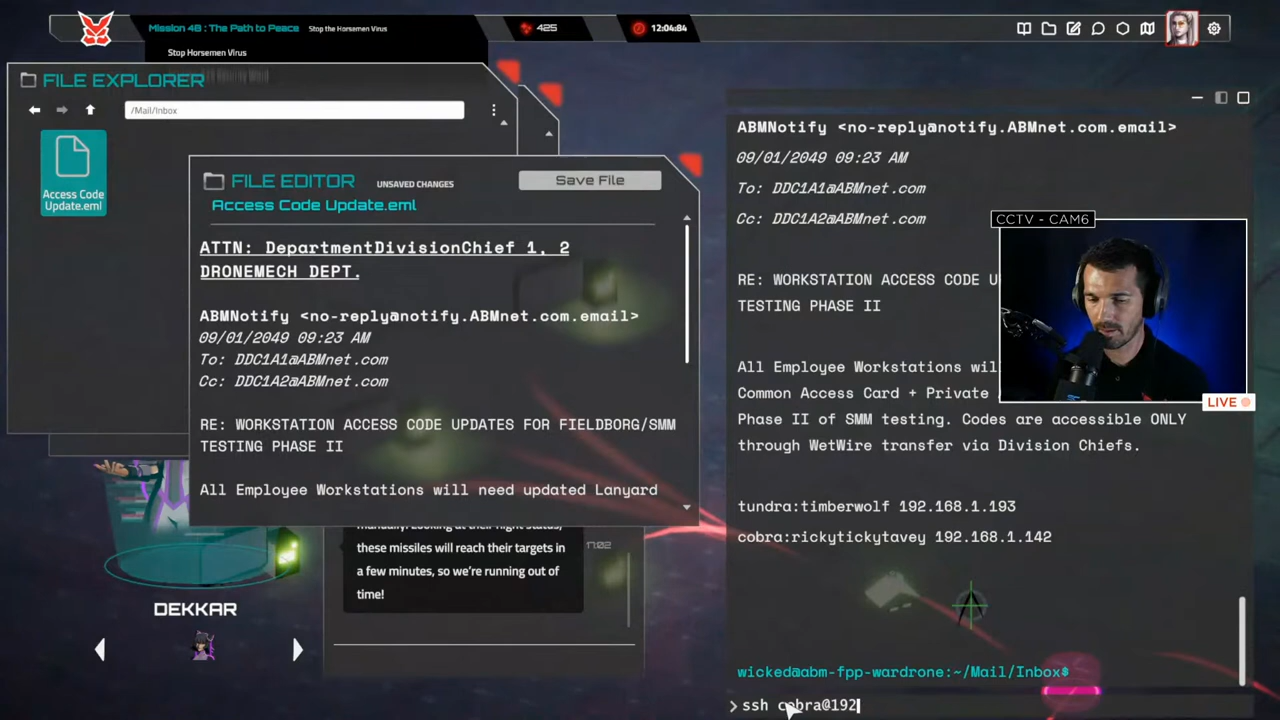 Mission 4B : The Path to Peace Stop the Horsemen Virus
425
12:04:84
Stop Horsemen Virus
FILE EXPLORER
/Mail/Inbox
Access Code
Update.eml
FILE EDITOR UNSAVED CHANGES Save File
Access Code Update.eml
ATTN: DepartmentDivisionChief 1, 2
DRONEMECH DEPT.
ABMNotify <no-reply@notify.ABMnet.com.email>
09/01/2049 09:23 AM
To: DDC1A1@ABMnet.com
Cc: DDC1A2@ABMnet.com
RE: WORKSTATION ACCESS CODE UPDATES FOR FIELDBORG/SMM
TESTING PHASE II
All Employee Workstations will need updated Lanyard
these missiles will reach their targets in
a few minutes, so we're running out of
time!
17:02
DEKKAR
ABMNotify <no-reply@notify.ABMnet.com.email>
09/01/2049 09:23 AM
To: DDC1A1@ABMnet.com
Cc: DDC1A2@ABMnet.com
CCTV - CAM6
RE: WORKSTATION ACCESS CODE U
TESTING PHASE II
All Employee Workstations wil
Common Access Card + Private
LIVE
Phase II of SMM testing. Codes are accessible ONLY
through WetWire transfer via Division Chiefs.
tundra:timberwolf 192.168.1.193
cobra:rickytickytavey 192.168.1.142
wicked@abm-fpp-wardrone:~/Mail/Inbox$
>ssh cobra@192